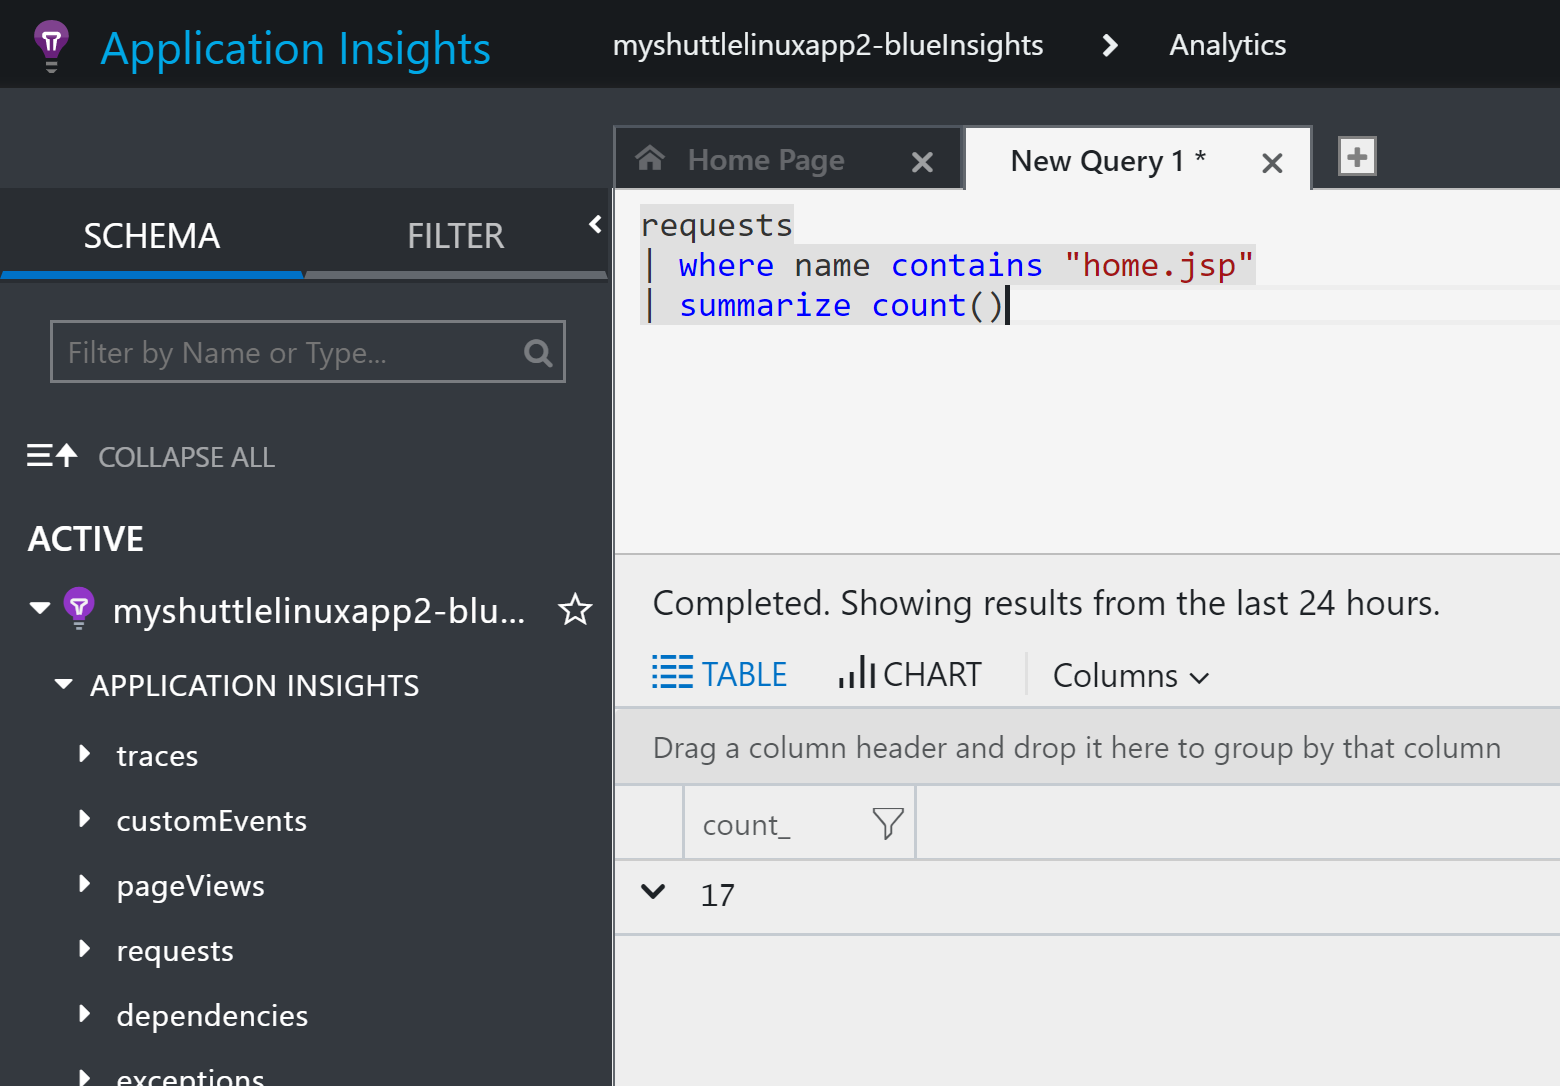 Application Insights
myshuttlelinuxapp2-blueInsights
Analytics
Home Page
New Query 1 *
SCHEMA
FILTER
Filter by Name or Type...
COLLAPSE ALL
ACTIVE
myshuttlelinuxapp2-blu...
APPLICATION INSIGHTS
traces
customEvents
pageViews
requests
dependencies
exceptions
requests
| where name contains "home.jsp"
| summarize count()
Completed. Showing results from the last 24 hours.
TABLE
CHART
Columns
Drag a column header and drop it here to group by that column
count_
17